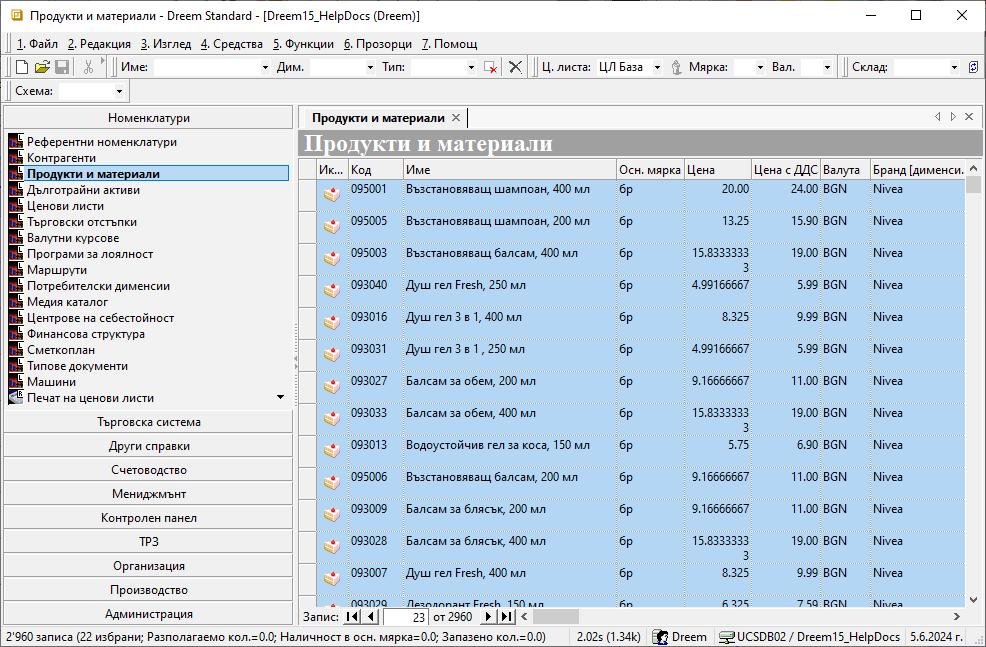 Продукти и материали - Dreem Standard - [Dreem15_HelpDocs (Dreem)]
1. Файл 2. Редакция 3. Изглед 4. Средства 5. Функции 6. Прозорци 7. Помощ
Име: Дим. Тип: Ц. листа: ЦЛ База Мярка: Вал. Склад:
Схема:
Номенклатури
Референтни номенклатури
Контрагенти
Продукти и материали
Дълготрайни активи
Ценови листи
Търговски отстъпки
Валутни курсове
Програми за лоялност
Маршрути
Потребителски дименсии
Медия каталог
Центрове на себестойност
Финансова структура
Сметкоплан
Типове документи
Машини
Печат на ценови листи
Търговска система
Други справки
Счетоводство
Мениджмънт
Контролен панел
ТРЗ
Организация
Производство
Администрация
Продукти и материали
Продукти и материали
Ик... Код Име Осн. мярка Цена Цена с ДДС Валута Бранд [дименси.
095001 Възстановяващ шампоан, 400 мл бр 20.00 24.00 BGN Nivea
095005 Възстановяващ шампоан, 200 мл бр 13.25 15.90 BGN Nivea
095003 Възстановяващ балсам, 400 мл бр 15.8333333 19.00 BGN Nivea
3
093040 Душ гел Fresh, 250 мл бр 4.99166667 5.99 BGN Nivea
093016 Душ гел 3 в 1, 400 мл бр 8.325 9.99 BGN Nivea
093031 Душ гел 3 в 1 , 250 мл бр 4.99166667 5.99 BGN Nivea
093027 Балсам за обем, 200 мл бр 9.16666667 11.00 BGN Nivea
093033 Балсам за обем, 400 мл бр 15.8333333 19.00 BGN Nivea
3
093013 Водоустойчив гел за коса, 150 мл бр 5.75 6.90 BGN Nivea
095006 Възстановяващ балсам, 200 мл бр 9.16666667 11.00 BGN Nivea
093009 Балсам за блясък, 200 мл бр 9.16666667 11.00 BGN Nivea
093028 Балсам за блясък, 400 мл бр 15.8333333 19.00 BGN Nivea
3
093007 Душ гел Fresh, 400 мл бр 8.325 9.99 BGN Nivea
093029 Дезодорант Fresh, 150 мл бр 6.325 7.59 BGN Nivea
Запис: 23 от 2960
2'960 записа (22 избрани; Разполагаемо кол.=0.0; Наличност в осн. мярка=0.0; Запазено кол.=0.0) 2.02s (1.34k) Dreem UCSDB02 / Dreem15_HelpDocs 5.6.2024 г.